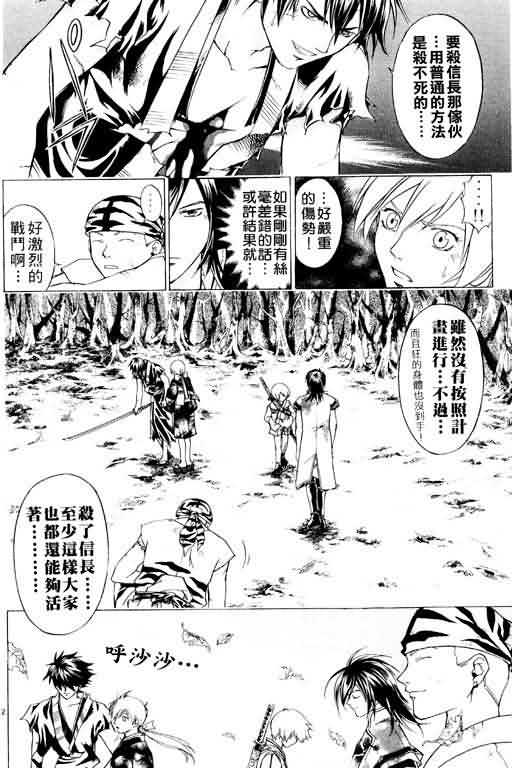 要殺信長那傢伙
…用普通的方法
是殺不死的……
……!!
…好嚴重
的傷勢!
如果剛剛有絲
毫差錯的話…
或許結果就…
……
好激烈的
戰鬥啊…
雖然沒有按照計
畫進行…不過…
而且狂的身體也沒到手!
殺了信長……
至少這樣大家
也都還能夠活
著…………
呼沙沙…
2